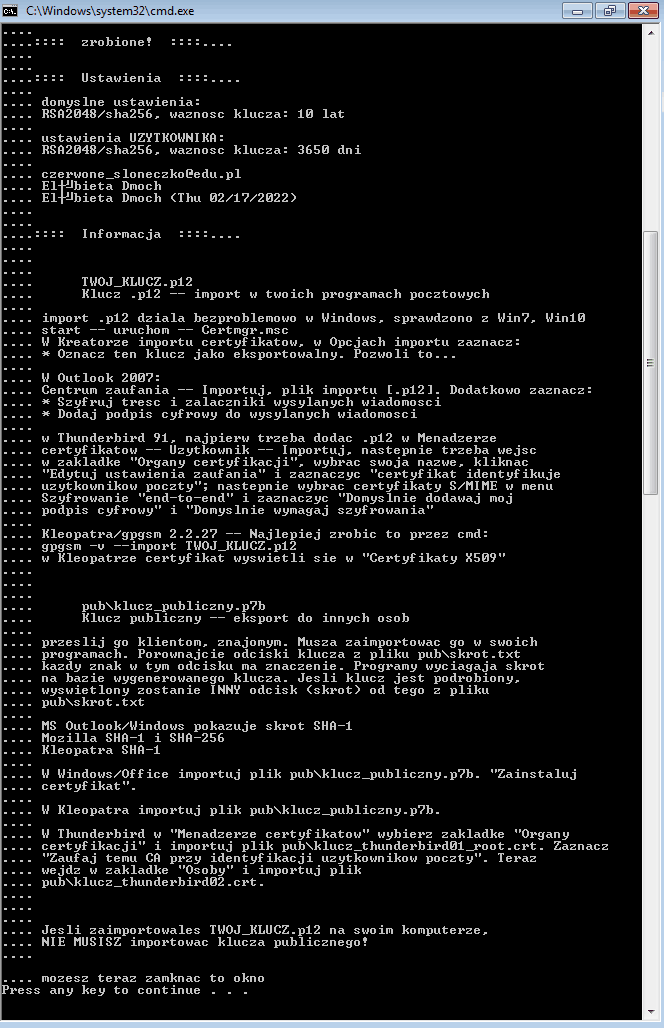 C:\Windows\system32\cmd.exe
....
....::::  zrobione!  ::::....
....
....
....::::  Ustawienia  ::::....
....
.... domyslne ustawienia:
.... RSA2048/sha256, waznosc klucza: 10 lat
....
.... ustawienia UZYTKOWNIKA:
.... RSA2048/sha256, waznosc klucza: 3650 dni
....
.... czerwone_sloneczko@edu.pl
.... El┼╝bieta Dmoch
.... El┼╝bieta Dmoch (Thu 02/17/2022)
....
....
....::::  Informacja  ::::....
....
....
....
....      TWOJ_KLUCZ.p12
....      Klucz .p12 -- import w twoich programach pocztowych
....
.... import .p12 dziala bezproblemowo w Windows, sprawdzono z Win7, Win10
.... start -- uruchom -- Certmgr.msc
.... W Kreatorze importu certyfikatow, w Opcjach importu zaznacz:
.... * Oznacz ten klucz jako eksportowalny. Pozwoli to...
....
.... W Outlook 2007:
.... Centrum zaufania -- Importuj, plik importu [.p12]. Dodatkowo zaznacz:
.... * Szyfruj tresc i zalaczniki wysylanych wiadomosci
.... * Dodaj podpis cyfrowy do wysylanych wiadomosci
....
.... w Thunderbird 91, najpierw trzeba dodac .p12 w Menadzerze
.... certyfikatow -- Uzytkownik -- Importuj, nastepnie trzeba wejsc
.... w zakladke "Organy certyfikacji", wybrac swoja nazwe, kliknac
.... "Edytuj ustawienia zaufania" i zaznaczyc "certyfikat identyfikuje
.... uzytkownikow poczty"; nastepnie wybrac certyfikaty S/MIME w menu
.... Szyfrowanie "end-to-end" i zaznaczyc "Domyslnie dodawaj moj
.... podpis cyfrowy" i "Domyslnie wymagaj szyfrowania"
....
.... Kleopatra/gpgsm 2.2.27 -- Najlepiej zrobic to przez cmd:
.... gpgsm -v --import TWOJ_KLUCZ.p12
.... w Kleopatrze certyfikat wyswietli sie w "Certyfikaty X509"
....
....
....
....      pub\klucz_publiczny.p7b
....      Klucz publiczny -- eksport do innych osob
....
.... przeslij go klientom, znajomym. Musza zaimportowac go w swoich
.... programach. Porownajcie odciski klucza z pliku pub\skrot.txt
.... kazdy znak w tym odcisku ma znaczenie. Programy wyciagaja skrot
.... na bazie wygenerowanego klucza. Jesli klucz jest podrobiony,
.... wyswietlony zostanie INNY odcisk (skrot) od tego z pliku
.... pub\skrot.txt
....
.... MS Outlook/Windows pokazuje skrot SHA-1
.... Mozilla SHA-1 i SHA-256
.... Kleopatra SHA-1
....
.... W Windows/Office importuj plik pub\klucz_publiczny.p7b. "Zainstaluj
.... certyfikat".
....
.... W Kleopatra importuj plik pub\klucz_publiczny.p7b.
....
.... W Thunderbird w "Menadzerze certyfikatow" wybierz zakladke "Organy
.... certyfikacji" i importuj plik pub\klucz_thunderbird01_root.crt. Zaznacz
.... "Zaufaj temu CA przy identyfikacji uzytkownikow poczty". Teraz
.... wejdz w zakladke "Osoby" i importuj plik
.... pub\klucz_thunderbird02.crt.
....
....
....
.... Jesli zaimportowales TWOJ_KLUCZ.p12 na swoim komputerze,
.... NIE MUSISZ importowac klucza publicznego!
....
.... mozesz teraz zamknac to okno
Press any key to continue . . .